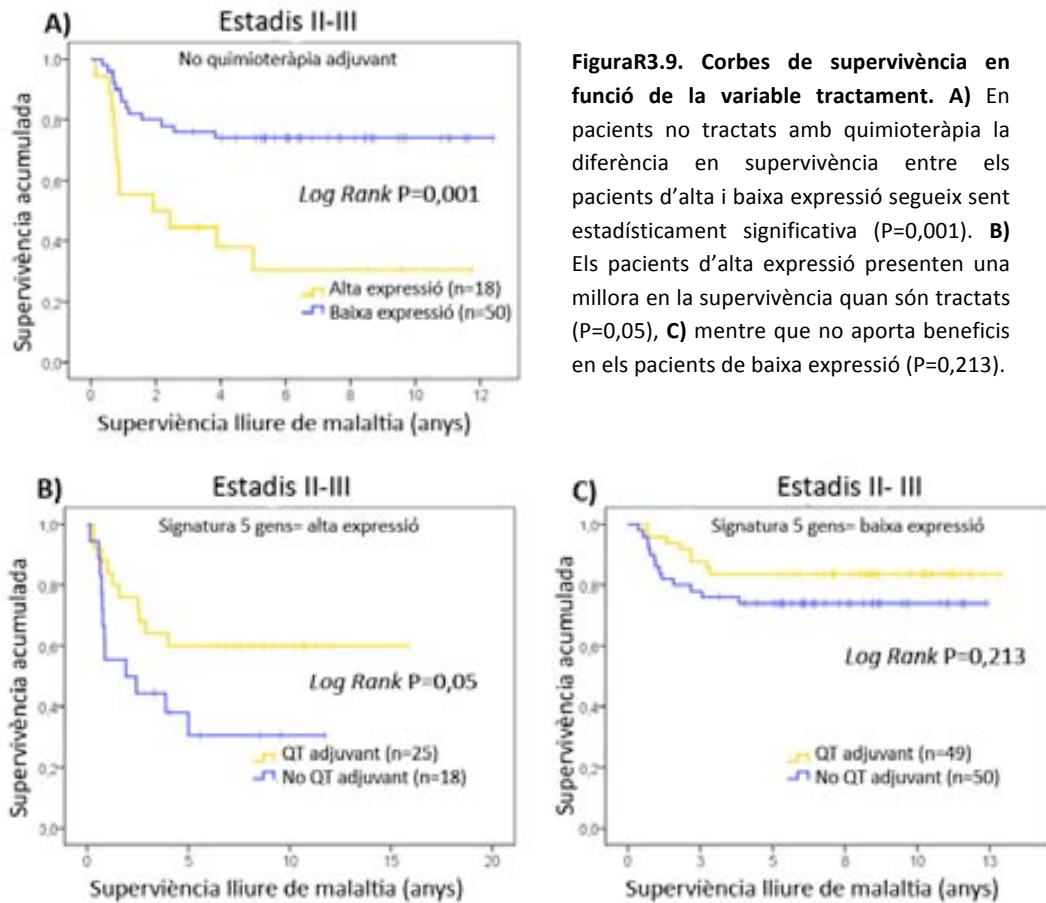 A)
Estadis II-III
No quimioteràpia adjuvant
Supervivència acumulada
1,0
0,8
0,6
0,4
0,2
0,0
Log Rank P=0,001
Alta expressió (n=18)
Baixa expressió (n=50)
0 2 4 6 8 10 12
Superviència lliure de malaltia (anys)
FiguraR3.9. Corbes de supervivència en
funció de la variable tractament. A) En
pacients no tractats amb quimioteràpia la
diferència en supervivència entre els
pacients d’alta i baixa expressió segueix sent
estadísticament significativa (P=0,001). B)
Els pacients d’alta expressió presenten una
millora en la supervivència quan són tractats
(P=0,05), C) mentre que no aporta beneficis
en els pacients de baixa expressió (P=0,213).
B)
Estadis II-III
Signatura 5 gens= alta expressió
Supervivència acumulada
1,0
0,8
0,6
0,4
0,2
0,0
Log Rank P=0,05
QT adjuvant (n=25)
No QT adjuvant (n=18)
0 5 10 15 20
Superviència lliure de malaltia (anys)
C)
Estadis II- III
Signatura 5 gens= baixa expressió
Supervivència acumulada
1,0
0,8
0,6
0,4
0,2
0,0
Log Rank P=0,213
QT adjuvant (n=49)
No QT adjuvant (n=50)
0 3 5 8 10 13
Superviència lliure de malaltia (anys)